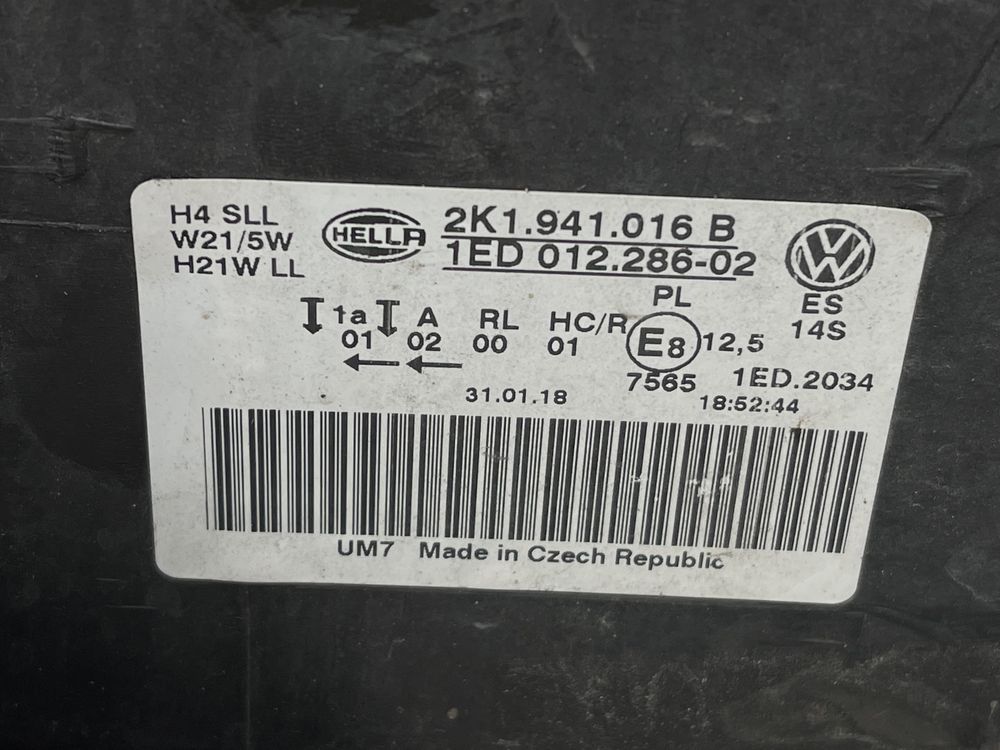 H4 SLL
W21/5W
H21W LL
HELLA
2K1.941.016 B
1ED 012.286-02
VW
ES
14S
1a A RL HC/R PL
01 02 00 01 E8 12,5
7565 1ED.2034
31.01.18 18:52:44
UM7 Made in Czech Republic